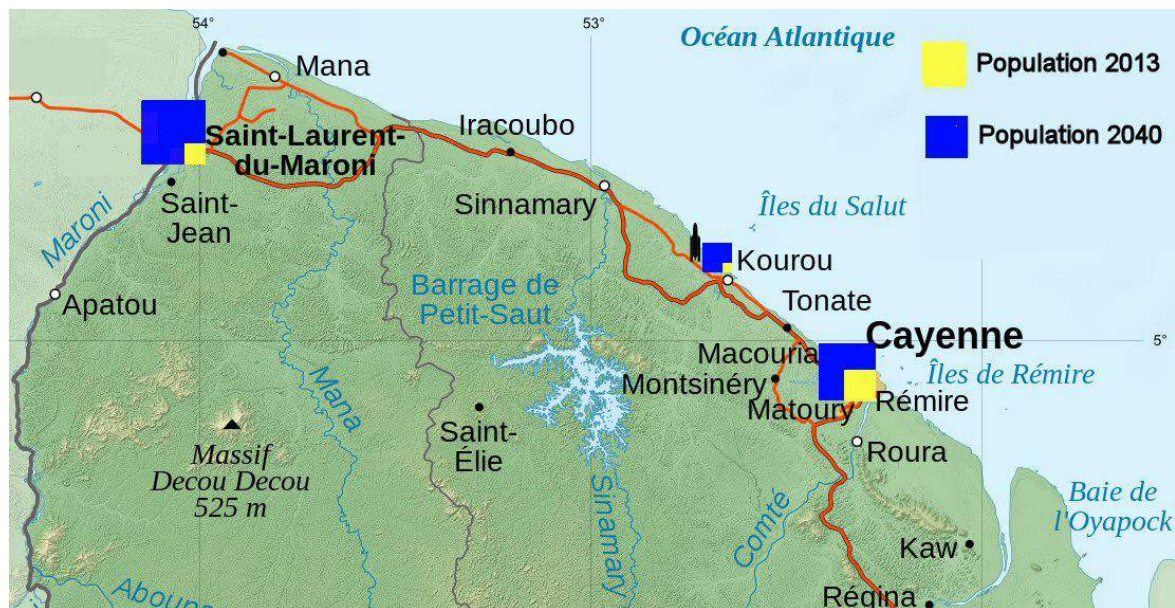 54°
53°
Océan Atlantique
Population 2013
Population 2040
Mana
Saint-Laurent-
du-Maroni
Iracoubo
Saint-
Jean
Maroni
Mana
Sinnamary
Îles du Salut
Kourou
Apatou
Barrage de
Petit-Saut
Tonate
Cayenne
5°
Macouria
Îles de Rémire
Montsinéry
Matoury
Rémire
Saint-
Élie
Massif
Decou Decou
525 m
Roura
Sinamary
Comté
Baie de
l'Oyapock
Kaw
Régina